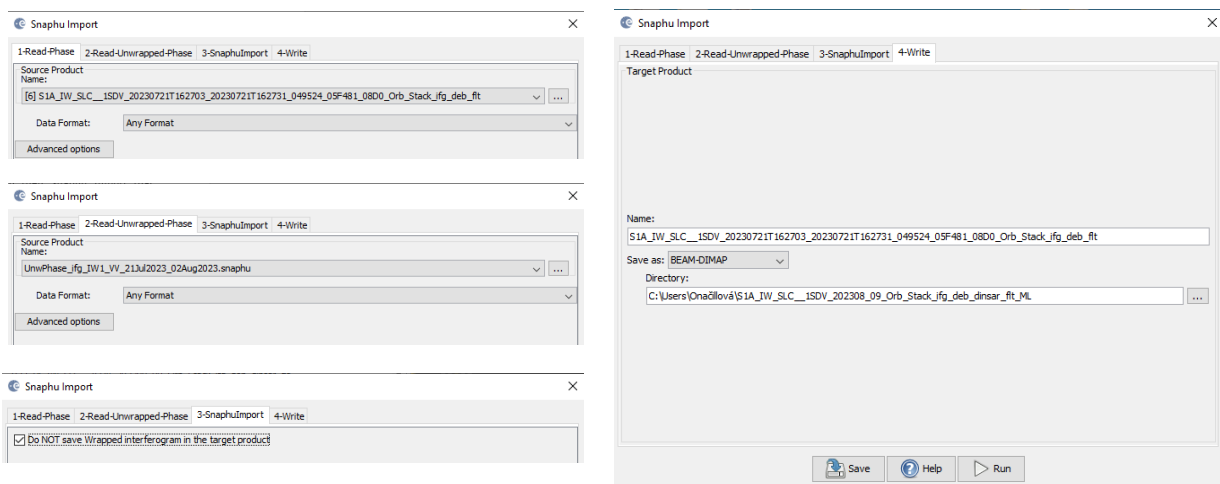 Snaphu Import
1-Read-Phase 2-Read-Unwrapped-Phase 3-SnaphuImport 4-Write
Source Product
Name:
[6] S1A_IW_SLC__1SDV_20230721T162703_20230721T162731_049524_05F481_08D0_Orb_Stack_ifg_deb_flt
...
Data Format: Any Format
Advanced options
Snaphu Import
1-Read-Phase 2-Read-Unwrapped-Phase 3-SnaphuImport 4-Write
Source Product
Name:
UnwPhase_ifg_IW1_VV_21Jul2023_02Aug2023.snaphu
...
Data Format: Any Format
Advanced options
Snaphu Import
1-Read-Phase 2-Read-Unwrapped-Phase 3-SnaphuImport 4-Write
Do NOT save Wrapped interferogram in the target product
Snaphu Import
1-Read-Phase 2-Read-Unwrapped-Phase 3-SnaphuImport 4-Write
Target Product
Name:
S1A_IW_SLC__1SDV_20230721T162703_20230721T162731_049524_05F481_08D0_Orb_Stack_ifg_deb_flt
Save as: BEAM-DIMAP
Directory:
C:\Users\Onačillová\S1A_IW_SLC__1SDV_202308_09_Orb_Stack_ifg_deb_dinsar_flt_ML
...
Save Help Run